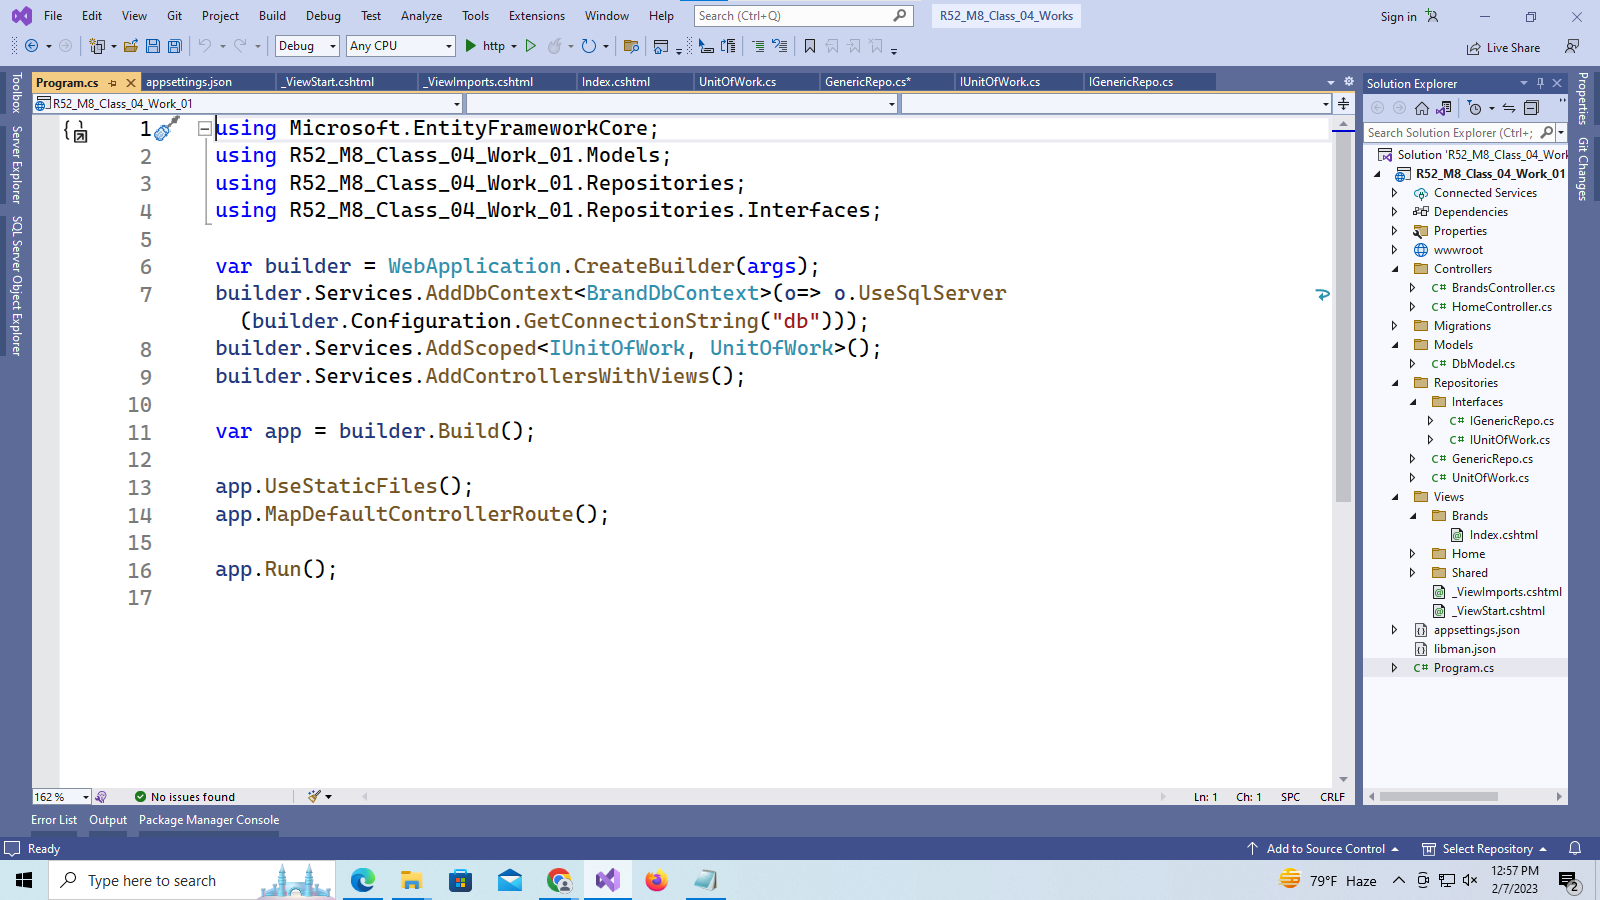 File Edit View Git Project Build Debug Test Analyze Tools Extensions Window Help Search (Ctrl+Q) R52_M8_Class_04_Works Sign in
Debug Any CPU http Live Share
Toolbox
Server Explorer
SQL Server Object Explorer
Program.cs appsettings.json _ViewStart.cshtml _ViewImports.cshtml Index.cshtml UnitOfWork.cs GenericRepo.cs* IUnitOfWork.cs IGenericRepo.cs
R52_M8_Class_04_Work_01
1 using Microsoft.EntityFrameworkCore;
2 using R52_M8_Class_04_Work_01.Models;
3 using R52_M8_Class_04_Work_01.Repositories;
4 using R52_M8_Class_04_Work_01.Repositories.Interfaces;
5
6 var builder = WebApplication.CreateBuilder(args);
7 builder.Services.AddDbContext<BrandDbContext>(o=> o.UseSqlServer
(builder.Configuration.GetConnectionString("db")));
8 builder.Services.AddScoped<IUnitOfWork, UnitOfWork>();
9 builder.Services.AddControllersWithViews();
10
11 var app = builder.Build();
12
13 app.UseStaticFiles();
14 app.MapDefaultControllerRoute();
15
16 app.Run();
17
162 % No issues found Ln: 1 Ch: 1 SPC CRLF
Solution Explorer
Search Solution Explorer (Ctrl+;
Solution 'R52_M8_Class_04_Work
R52_M8_Class_04_Work_01
Connected Services
Dependencies
Properties
wwwroot
Controllers
C# BrandsController.cs
C# HomeController.cs
Migrations
Models
C# DbModel.cs
Repositories
Interfaces
C# IGenericRepo.cs
C# IUnitOfWork.cs
C# GenericRepo.cs
C# UnitOfWork.cs
Views
Brands
Index.cshtml
Home
Shared
_ViewImports.cshtml
_ViewStart.cshtml
appsettings.json
libman.json
C# Program.cs
Properties
Git Changes
Error List Output Package Manager Console
Ready Add to Source Control Select Repository
Type here to search 79°F Haze 12:57 PM
2/7/2023 2